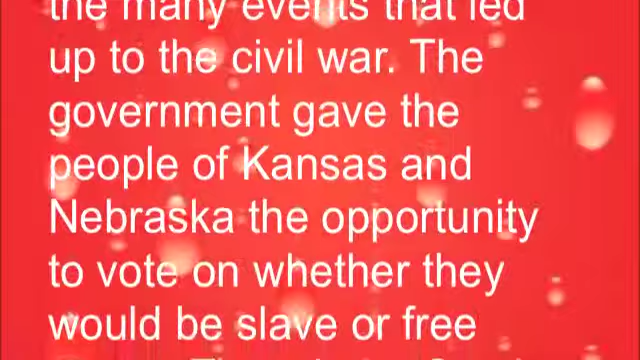 the many events that led
up to the civil war. The
government gave the
people of Kansas and
Nebraska the opportunity
to vote on whether they
would be slave or free